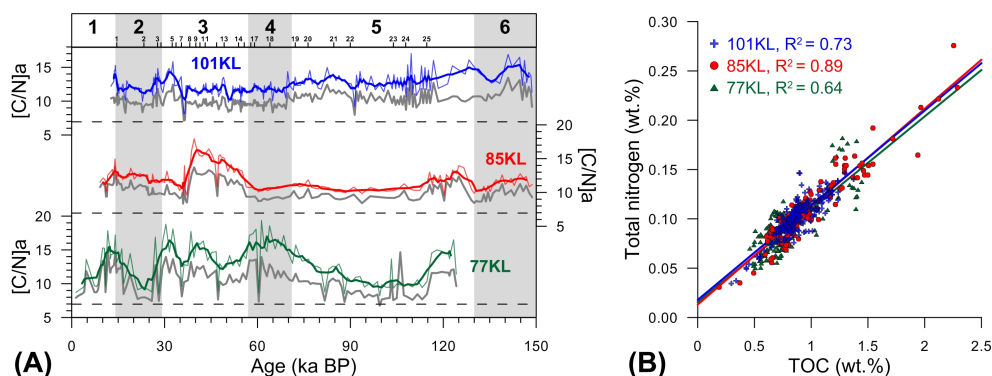 1 2 3 4 5 6
1 2 3 5 7 8 9 11 13 14 17 18 19 20 21 22 23 24 25
101KL
[C/N]a
15
10
5
85KL
[C/N]a
20
15
10
5
77KL
[C/N]a
20
15
10
5
0 30 60 90 120 150
Age (ka BP)
(A)
Total nitrogen (wt.%)
0.30
0.25
0.20
0.15
0.10
0.05
0.00
101KL, R² = 0.73
85KL, R² = 0.89
77KL, R² = 0.64
0 0.5 1 1.5 2 2.5
TOC (wt.%)
(B)